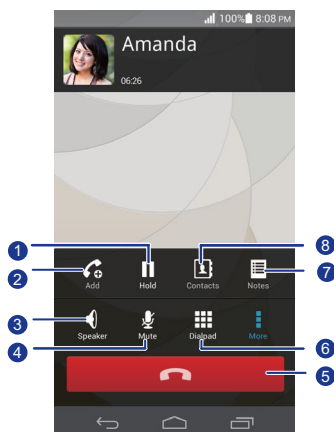 100% 8:08 PM
Amanda
06:26
1
8
2
7
Add
Hold
Contacts
Notes
3
Speaker
Mute
Dialpad
More
4
6
5